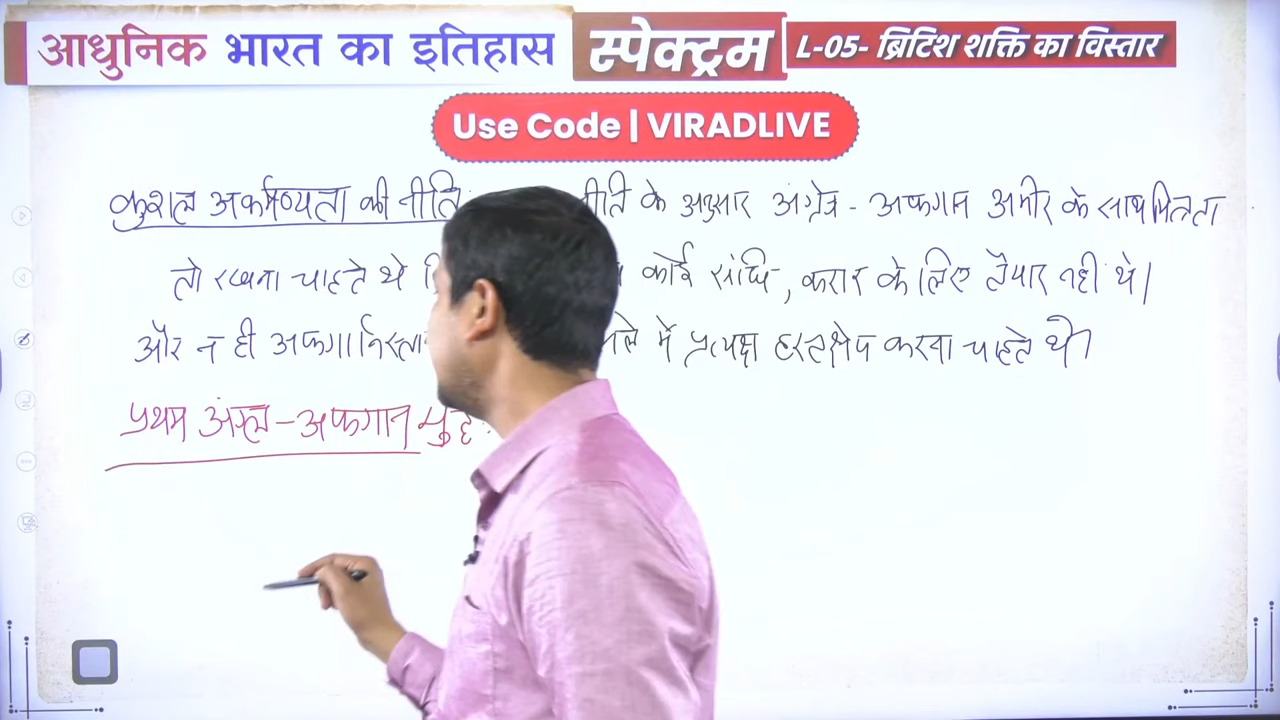 आधुनिक भारत का इतिहास स्पेक्ट्रम L-05- ब्रिटिश शक्ति का विस्तार
Use Code | VIRADLIVE
कुशल अकर्मण्यता की नीति के अनुसार अंग्रेज - अफगान अमीर के साथ मित्रता
तो रखना चाहते थे कोई संधि, करार के लिए तैयार नहीं थे।
और न ही अफगानिस्ता में प्रत्यक्ष हस्तक्षेप करना चाहते थे।
प्रथम आंग्ल - अफगान युद्ध